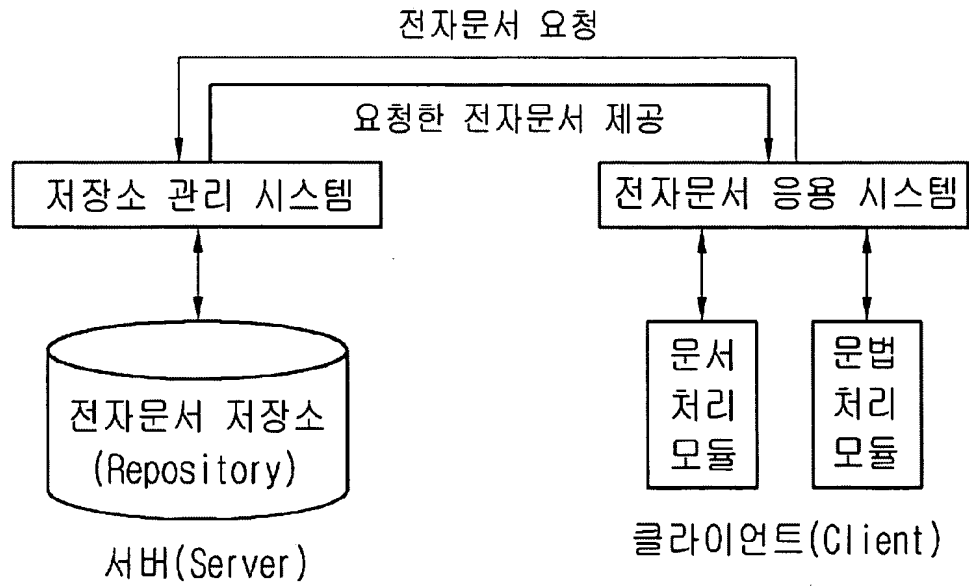 전자문서 요청
요청한 전자문서 제공
저장소 관리 시스템
전자문서 응용 시스템
전자문서 저장소
(Repository)
서버(Server)
문서
처리
모듈
문법
처리
모듈
클라이언트(Client)